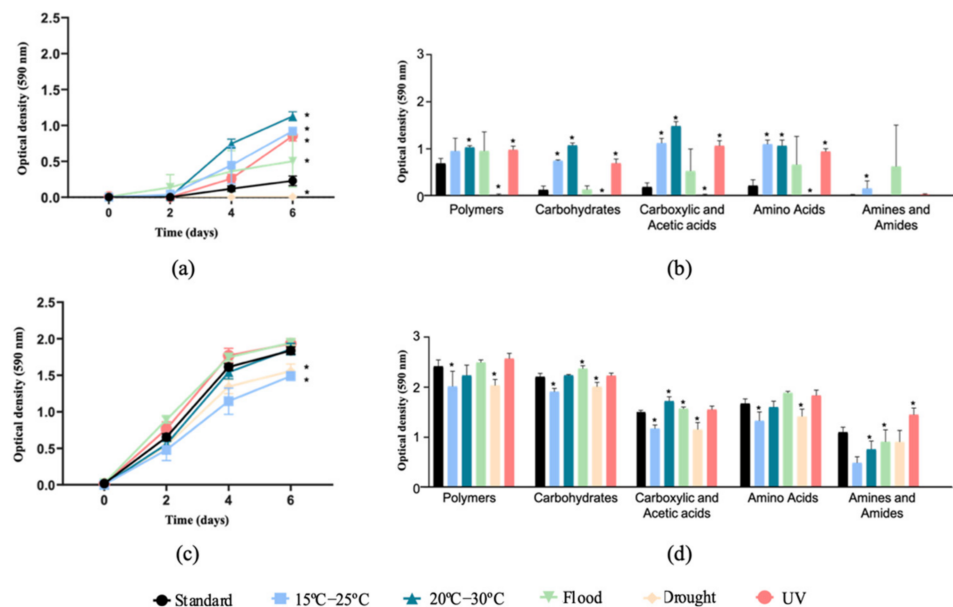 2.5
2.0
1.5
1.0
0.5
0.0
Optical density (590 nm)
0 2 4 6
Time (days)
* * * * *
(a)
3
2
1
0
Optical density (590 nm)
* * * * * * * * * * * * * * * * *
Polymers Carbohydrates Carboxylic and Acetic acids Amino Acids Amines and Amides
(b)
2.5
2.0
1.5
1.0
0.5
0.0
Optical density (590 nm)
0 2 4 6
Time (days)
* *
(c)
3
2
1
0
Optical density (590 nm)
* * * * * * * * * * * * * *
Polymers Carbohydrates Carboxylic and Acetic acids Amino Acids Amines and Amides
(d)
Standard 15ºC–25ºC 20ºC–30ºC Flood Drought UV